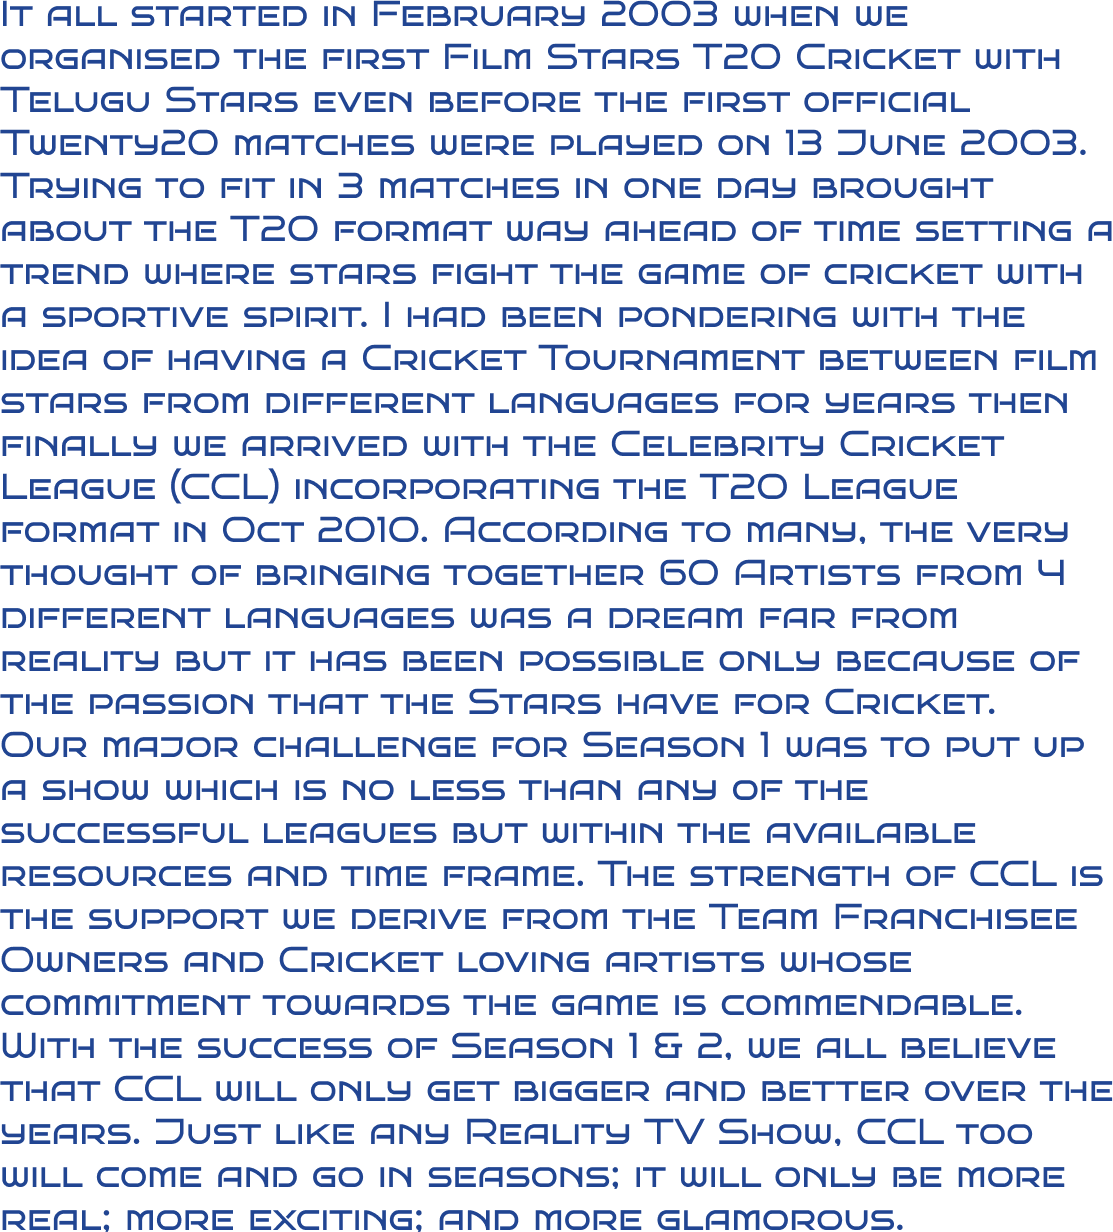 It all started in February 2003 when we
organised the first Film Stars T20 Cricket with
Telugu Stars even before the first official
Twenty20 matches were played on 13 June 2003.
Trying to fit in 3 matches in one day brought
about the T20 format way ahead of time setting a
trend where stars fight the game of cricket with
a sportive spirit. I had been pondering with the
idea of having a Cricket Tournament between film
stars from different languages for years then
finally we arrived with the Celebrity Cricket
League (CCL) incorporating the T20 League
format in Oct 2010. According to many, the very
thought of bringing together 60 Artists from 4
different languages was a dream far from
reality but it has been possible only because of
the passion that the Stars have for Cricket.
Our major challenge for Season 1 was to put up
a show which is no less than any of the
successful leagues but within the available
resources and time frame. The strength of CCL is
the support we derive from the Team Franchisee
Owners and Cricket loving artists whose
commitment towards the game is commendable.
With the success of Season 1 & 2, we all believe
that CCL will only get bigger and better over the
years. Just like any Reality TV Show, CCL too
will come and go in seasons; it will only be more
real; more exciting; and more glamorous.